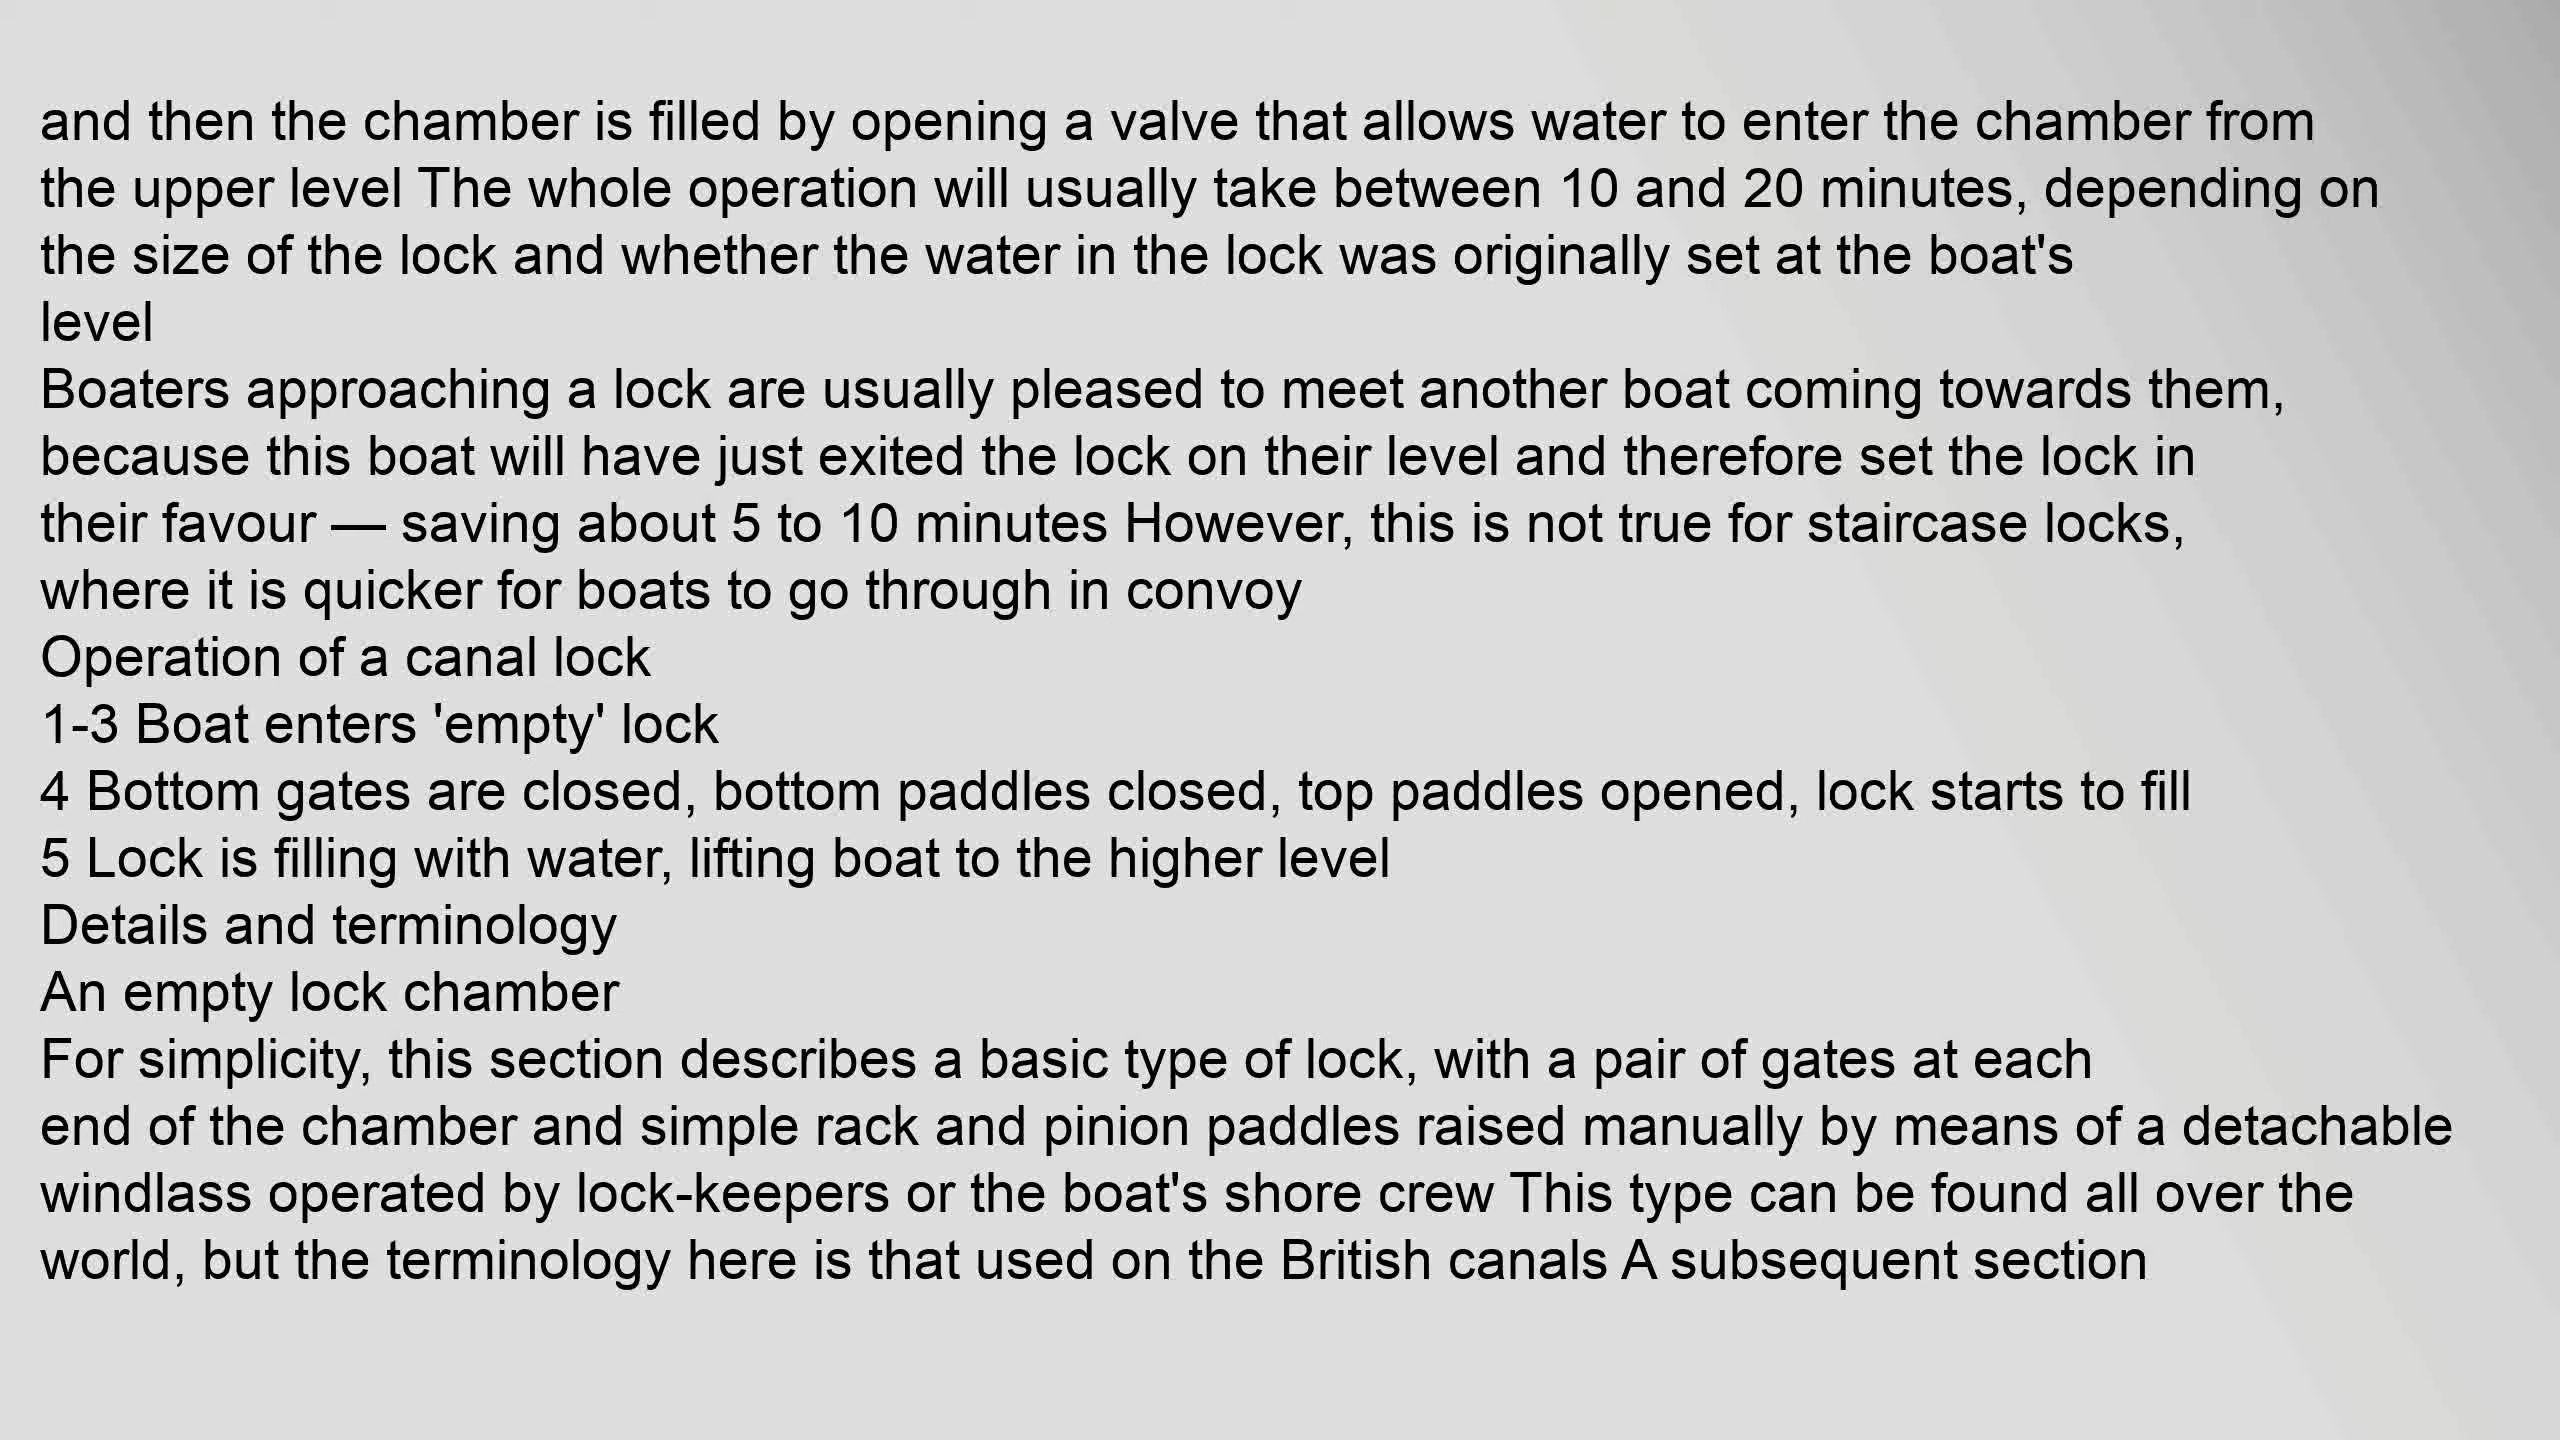 and then the chamber is filled by opening a valve that allows water to enter the chamber from
the upper level The whole operation will usually take between 10 and 20 minutes, depending on
the size of the lock and whether the water in the lock was originally set at the boat's
level
Boaters approaching a lock are usually pleased to meet another boat coming towards them,
because this boat will have just exited the lock on their level and therefore set the lock in
their favour — saving about 5 to 10 minutes However, this is not true for staircase locks,
where it is quicker for boats to go through in convoy
Operation of a canal lock
1-3 Boat enters 'empty' lock
4 Bottom gates are closed, bottom paddles closed, top paddles opened, lock starts to fill
5 Lock is filling with water, lifting boat to the higher level
Details and terminology
An empty lock chamber
For simplicity, this section describes a basic type of lock, with a pair of gates at each
end of the chamber and simple rack and pinion paddles raised manually by means of a detachable
windlass operated by lock-keepers or the boat's shore crew This type can be found all over the
world, but the terminology here is that used on the British canals A subsequent section